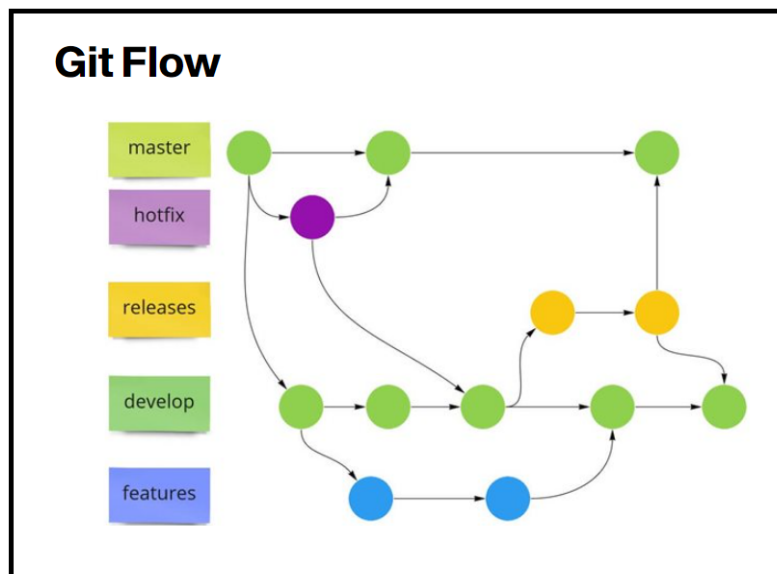 Git Flow
master
hotfix
releases
develop
features